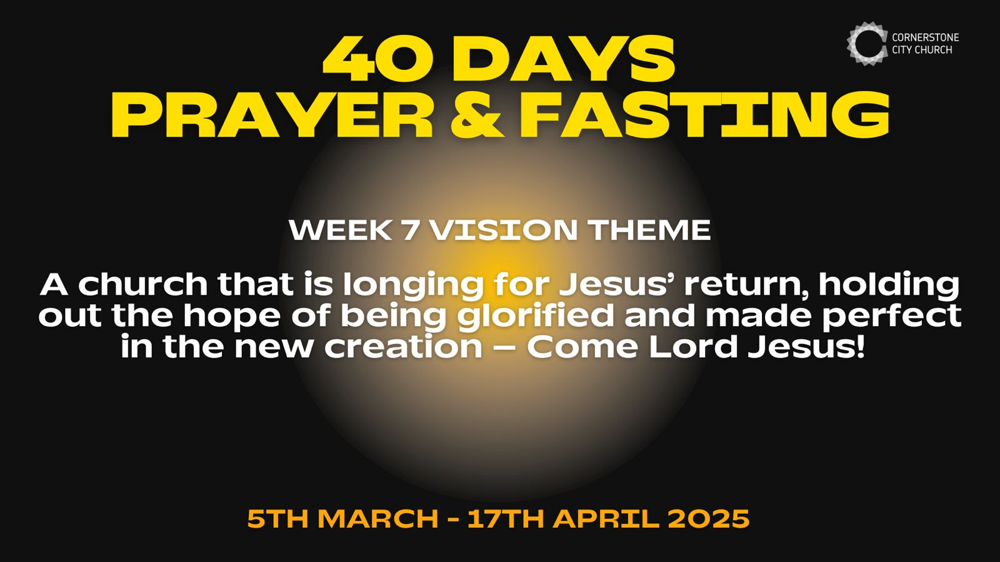 40 DAYS
PRAYER & FASTING
CORNERSTONE
CITY CHURCH
WEEK 7 VISION THEME
A church that is longing for Jesus’ return, holding
out the hope of being glorified and made perfect
in the new creation – Come Lord Jesus!
5TH MARCH - 17TH APRIL 2025